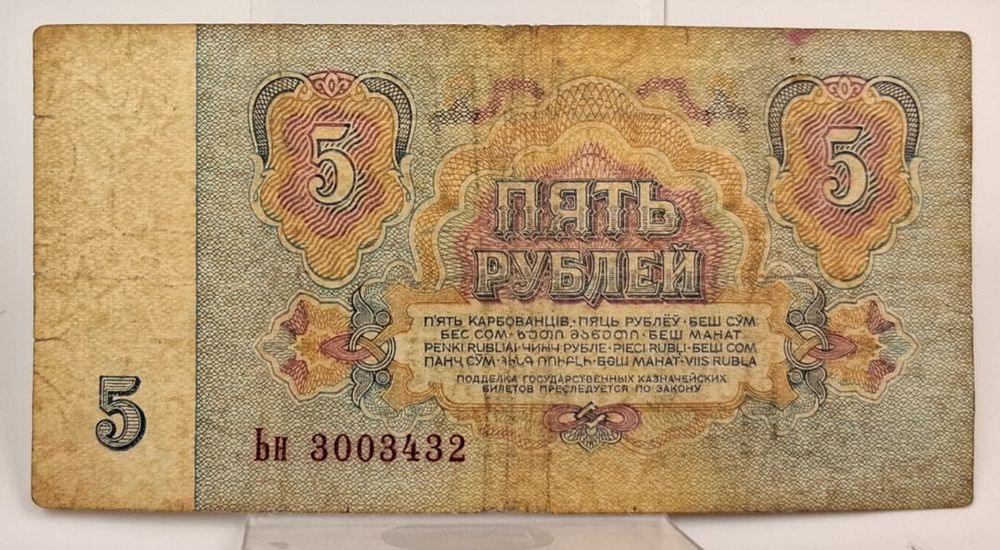 5
5
ПЯТЬ
РУБЛЕЙ
П'ЯТЬ КАРБОВАНЦІВ · ПЯЦЬ РУБЛЁЎ · БЕШ СЎМ
БЕС СОМ · ხუთი მანეთი · БЕШ МАНАТ
PENKI RUBLIAI · ЧИНЧ РУБЛЕ · PIECI RUBĻI · БЕШ СОМ
ПАНҶ СЎМ · ՀԻՆԳ ՌՈՒԲԼԻ · БӘШ МАНАТ · VIIS RUBLA
ПОДДЕЛКА ГОСУДАРСТВЕННЫХ КАЗНАЧЕЙСКИХ
БИЛЕТОВ ПРЕСЛЕДУЕТСЯ ПО ЗАКОНУ
5
Ьн 3003432